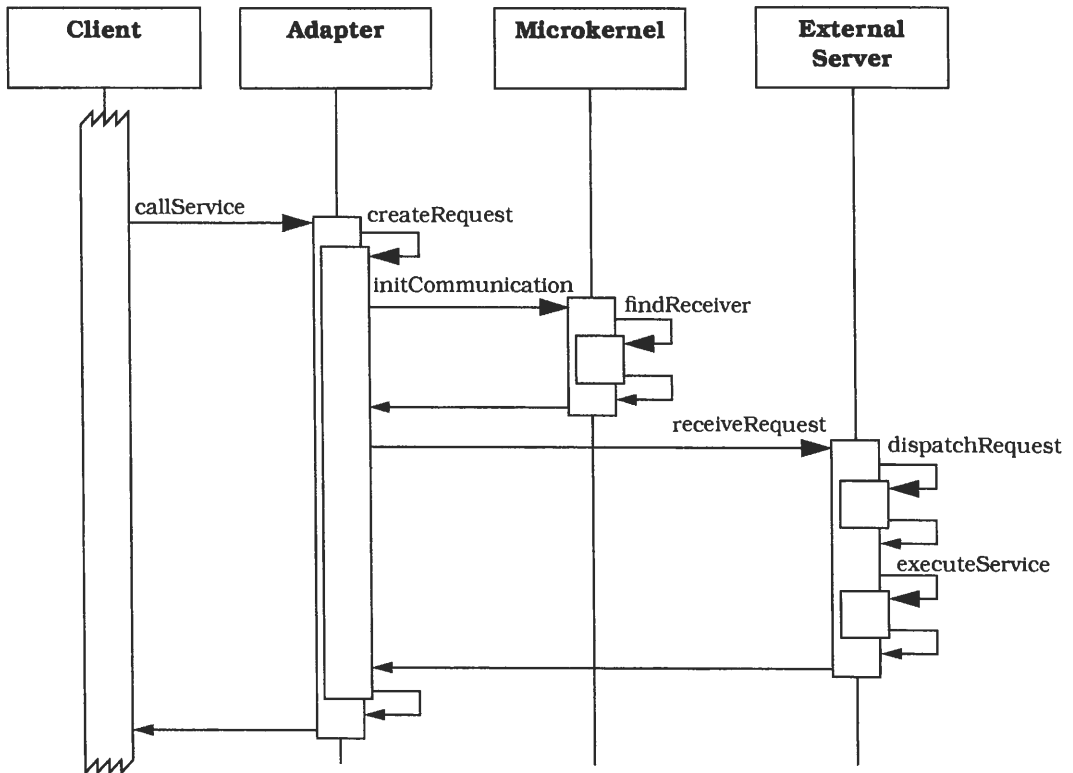 Client
Adapter
Microkernel
External
Server
callService
createRequest
initCommunication
findReceiver
receiveRequest
dispatchRequest
executeService